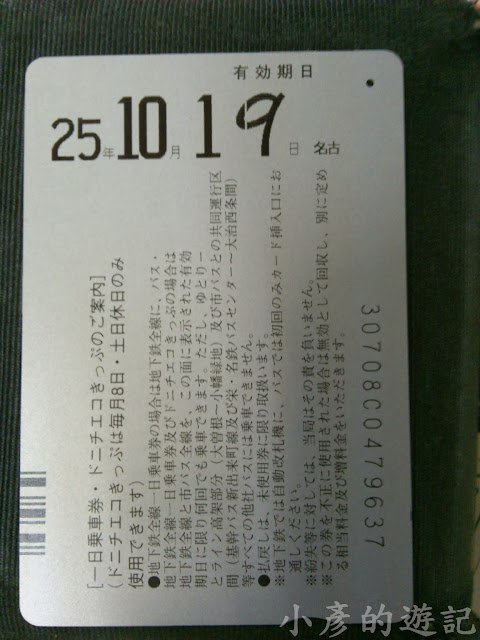 有効期日
25年10月19日 名古
[一日乗車券・ドニチエコきっぷのご案内]
(ドニチエコきっぷは毎月8日・土日休日のみ
使用できます)
●地下鉄全線一日乗車券の場合は地下鉄全線に、バス・
地下鉄全線一日乗車券及びドニチエコきっぷの場合は
地下鉄全線と市バス全線を、この面に表示された有効
期日に限り何回でも乗車できます。ただし、ゆとりー
とライン高架部分(大曽根~小幡緑地)及び市バスとの共同運行区
間(基幹バス新出来町線及び栄・名鉄バスセンター~大治西条間)
等すべての他社バスには乗車できません。
●払戻しは、未使用券に限り取扱います。
※地下鉄では自動改札機に、バスでは初回のみカード挿入口にお
通しください。
※紛失等に対しては、当局はその責を負いません。
※この券を不正に使用された場合は無効として回収し、別に定め
る相当料金及び増料金をいただきます。
30708C0479637
小彥的遊記